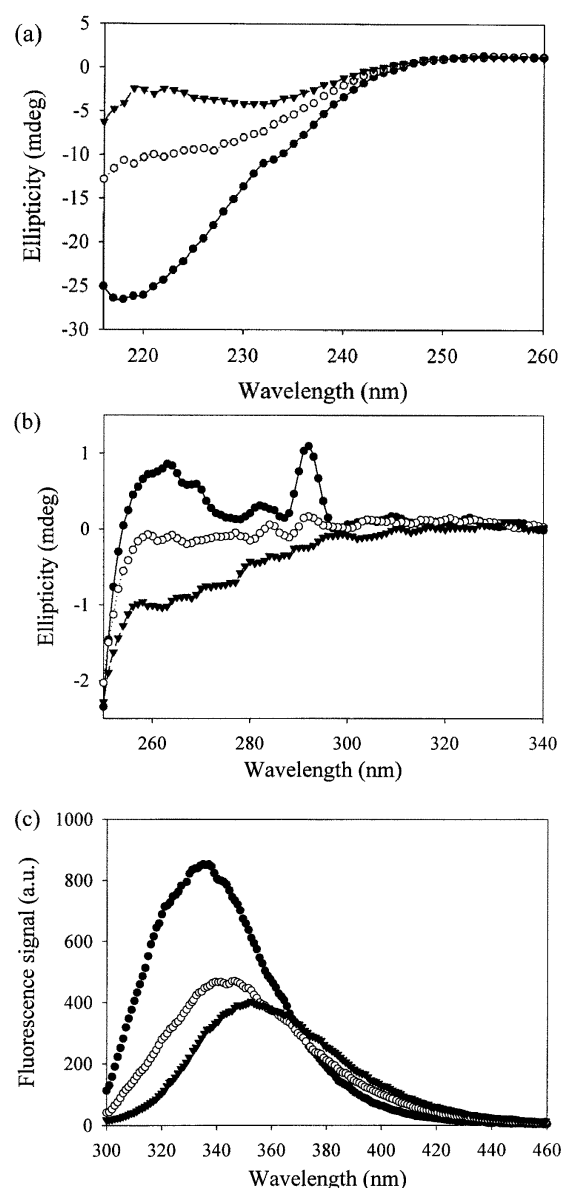 (a)
5
0
-5
-10
-15
-20
-25
-30
Ellipticity (mdeg)
220 230 240 250 260
Wavelength (nm)
(b)
1
0
-1
-2
Ellipticity (mdeg)
260 280 300 320 340
Wavelength (nm)
(c)
1000
800
600
400
200
0
Fluorescence signal (a.u.)
300 320 340 360 380 400 420 440 460
Wavelength (nm)